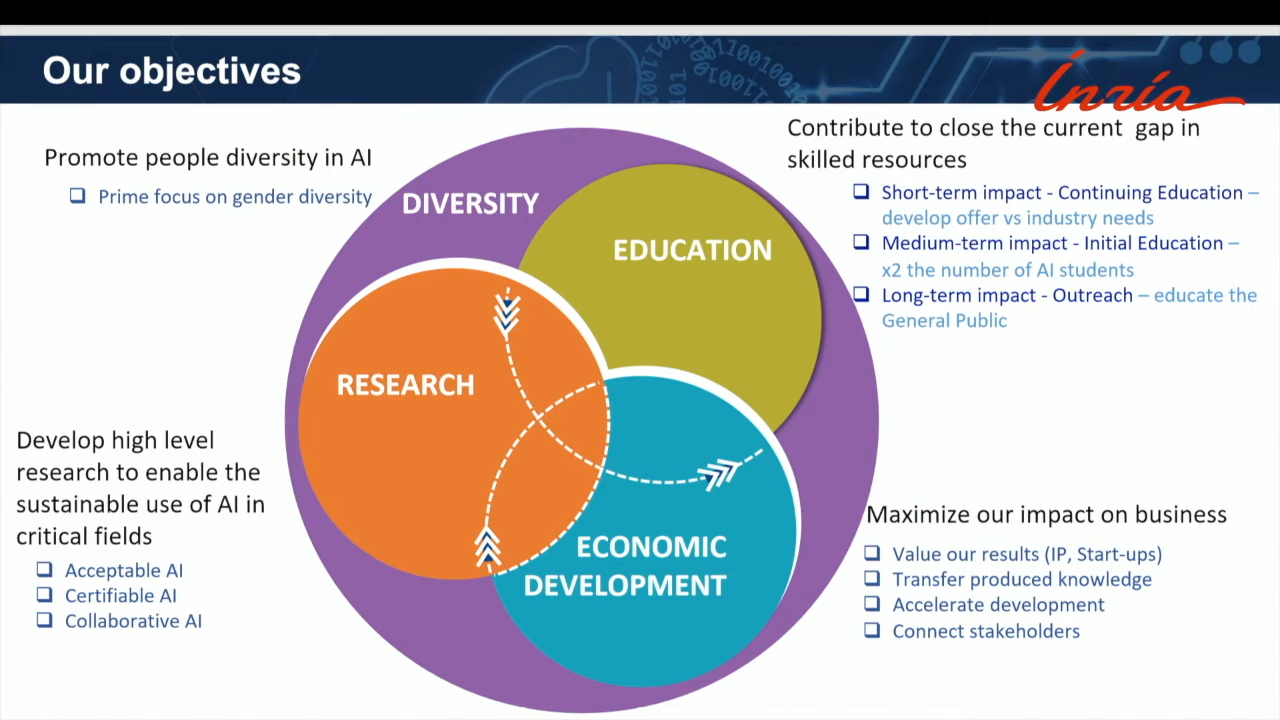 Our objectives
Inria
Promote people diversity in AI
❑ Prime focus on gender diversity
Contribute to close the current gap in
skilled resources
❑ Short-term impact - Continuing Education –
develop offer vs industry needs
❑ Medium-term impact - Initial Education –
x2 the number of AI students
❑ Long-term impact - Outreach – educate the
General Public
DIVERSITY
EDUCATION
RESEARCH
ECONOMIC
DEVELOPMENT
Develop high level
research to enable the
sustainable use of AI in
critical fields
❑ Acceptable AI
❑ Certifiable AI
❑ Collaborative AI
Maximize our impact on business
❑ Value our results (IP, Start-ups)
❑ Transfer produced knowledge
❑ Accelerate development
❑ Connect stakeholders